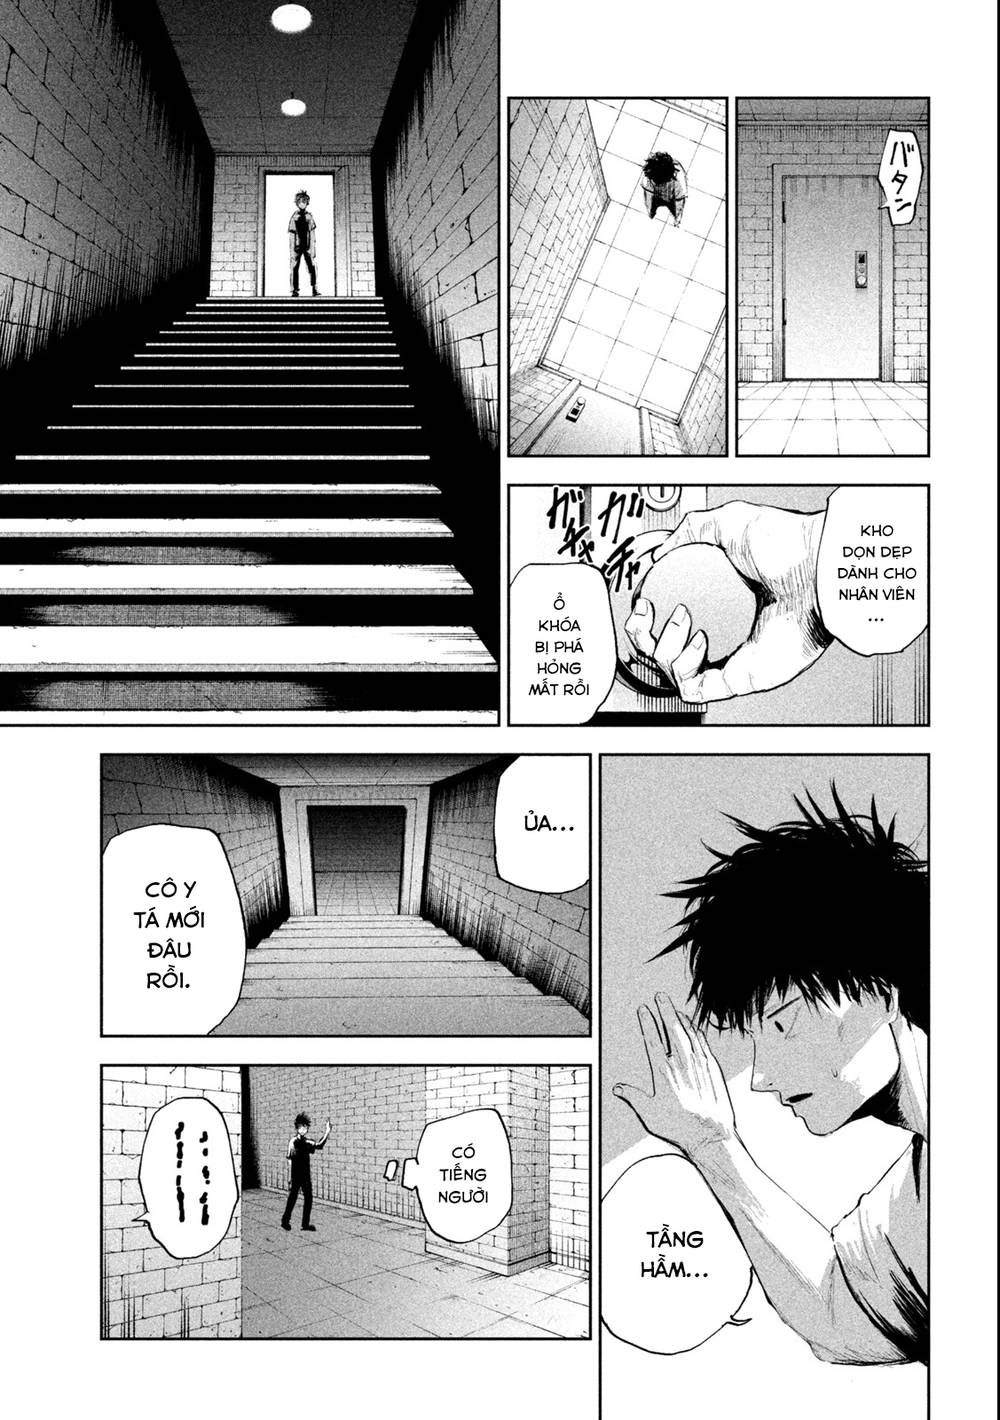 バタン
KHO
DỌN DẸP
DÀNH CHO
NHÂN VIÊN
...
ガチャ
ガチャ
Ổ
KHÓA
BỊ PHÁ
HỎNG
MẤT RỒI
TẦNG
HẦM...
ỦA...
CÔ Y
TÁ MỚI
ĐÂU
RỒI.
CÓ
TIẾNG
NGƯỜI